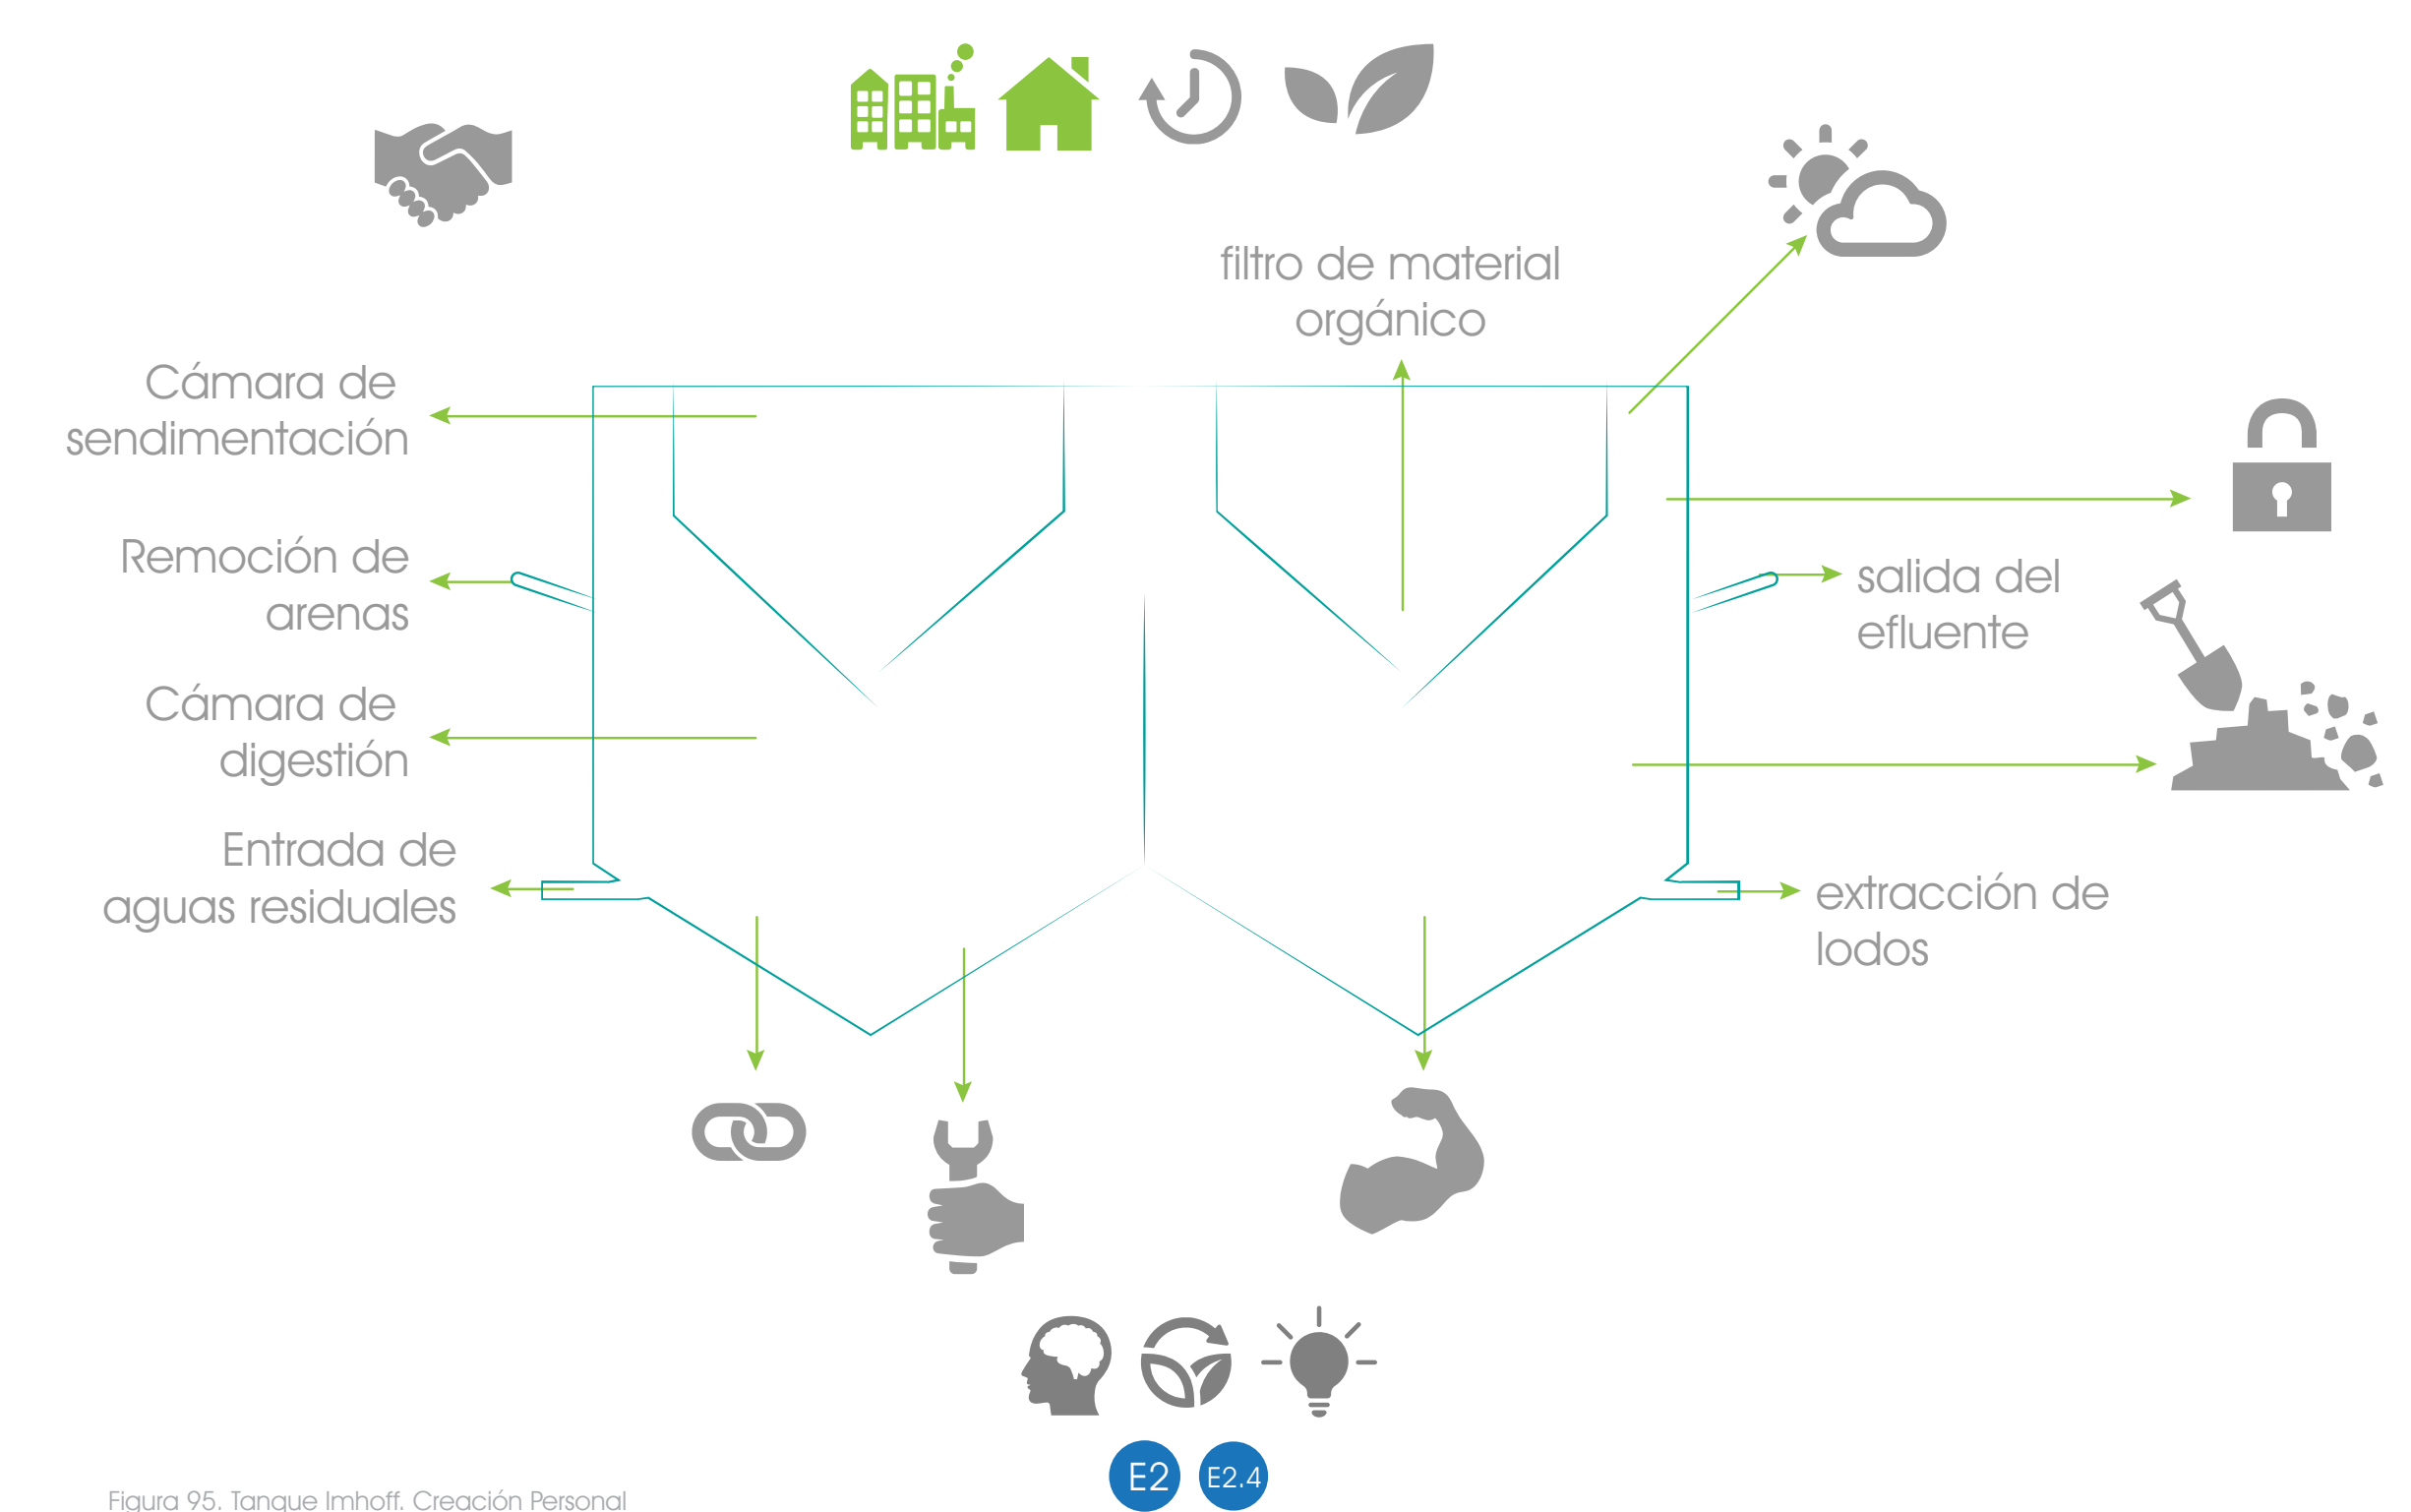 filtro de material
orgánico
Cámara de
sendimentación
Remoción de
arenas
Cámara de
digestión
Entrada de
aguas residuales
salida del
efluente
extracción de
lodos
E2
E2.4
Figura 95. Tanque Imhoff. Creación Personal